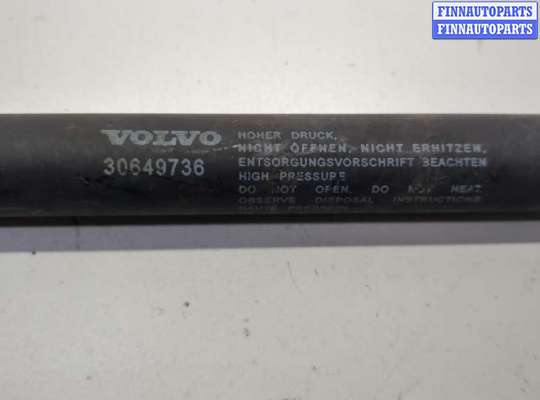 FINNAUTOPARTS
FINNAUTOPARTS
VOLVO
30649736
HOHER DRUCK,
NICHT ÖFFNEN, NICHT ERHITZEN,
ENTSORGUNGSVORSCHRIFT BEACHTEN
HIGH PRESSURE
DO NOT OPEN. DO NOT HEAT.
OBSERVE DISPOSAL INSTRUCTIONS